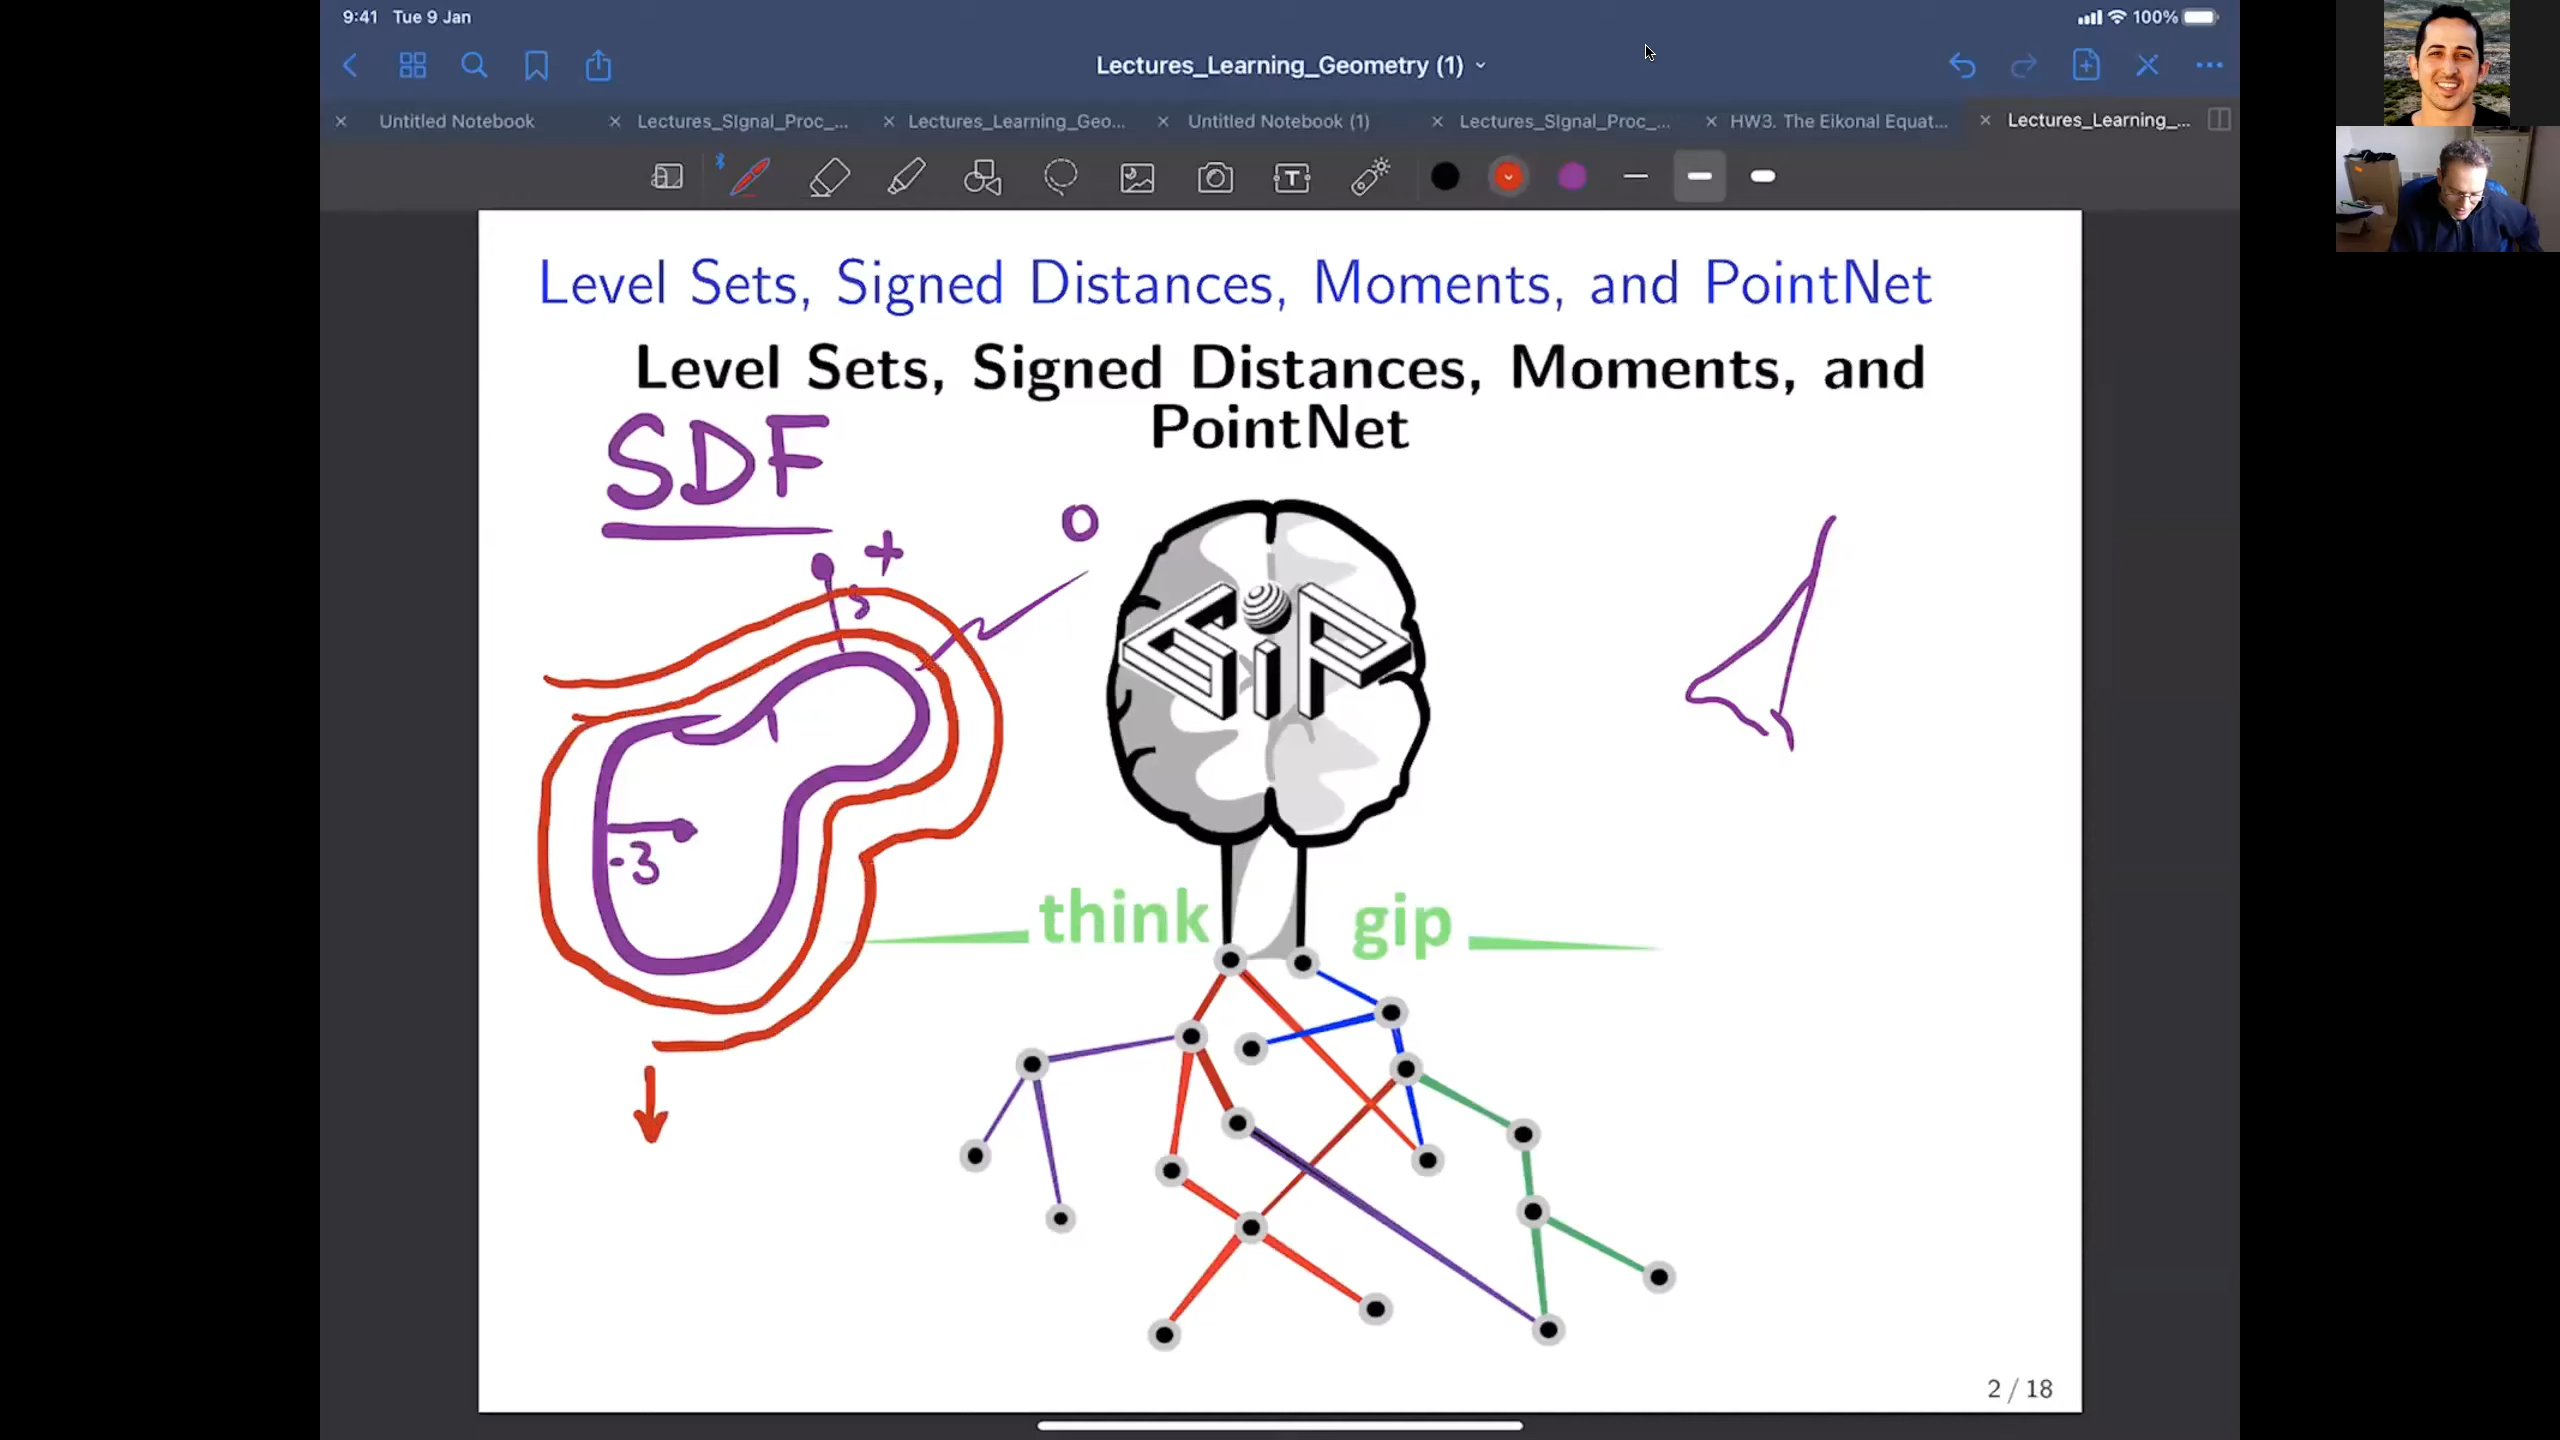 9:41 Tue 9 Jan
100%
Lectures_Learning_Geometry (1)
Untitled Notebook
Lectures_SIgnal_Proc_...
Lectures_Learning_Geo...
Untitled Notebook (1)
Lectures_SIgnal_Proc_...
HW3. The Eikonal Equat...
Lectures_Learning_...
Level Sets, Signed Distances, Moments, and PointNet
Level Sets, Signed Distances, Moments, and
PointNet
SDF
0
+
5
GiP
-3
think gip
2 / 18